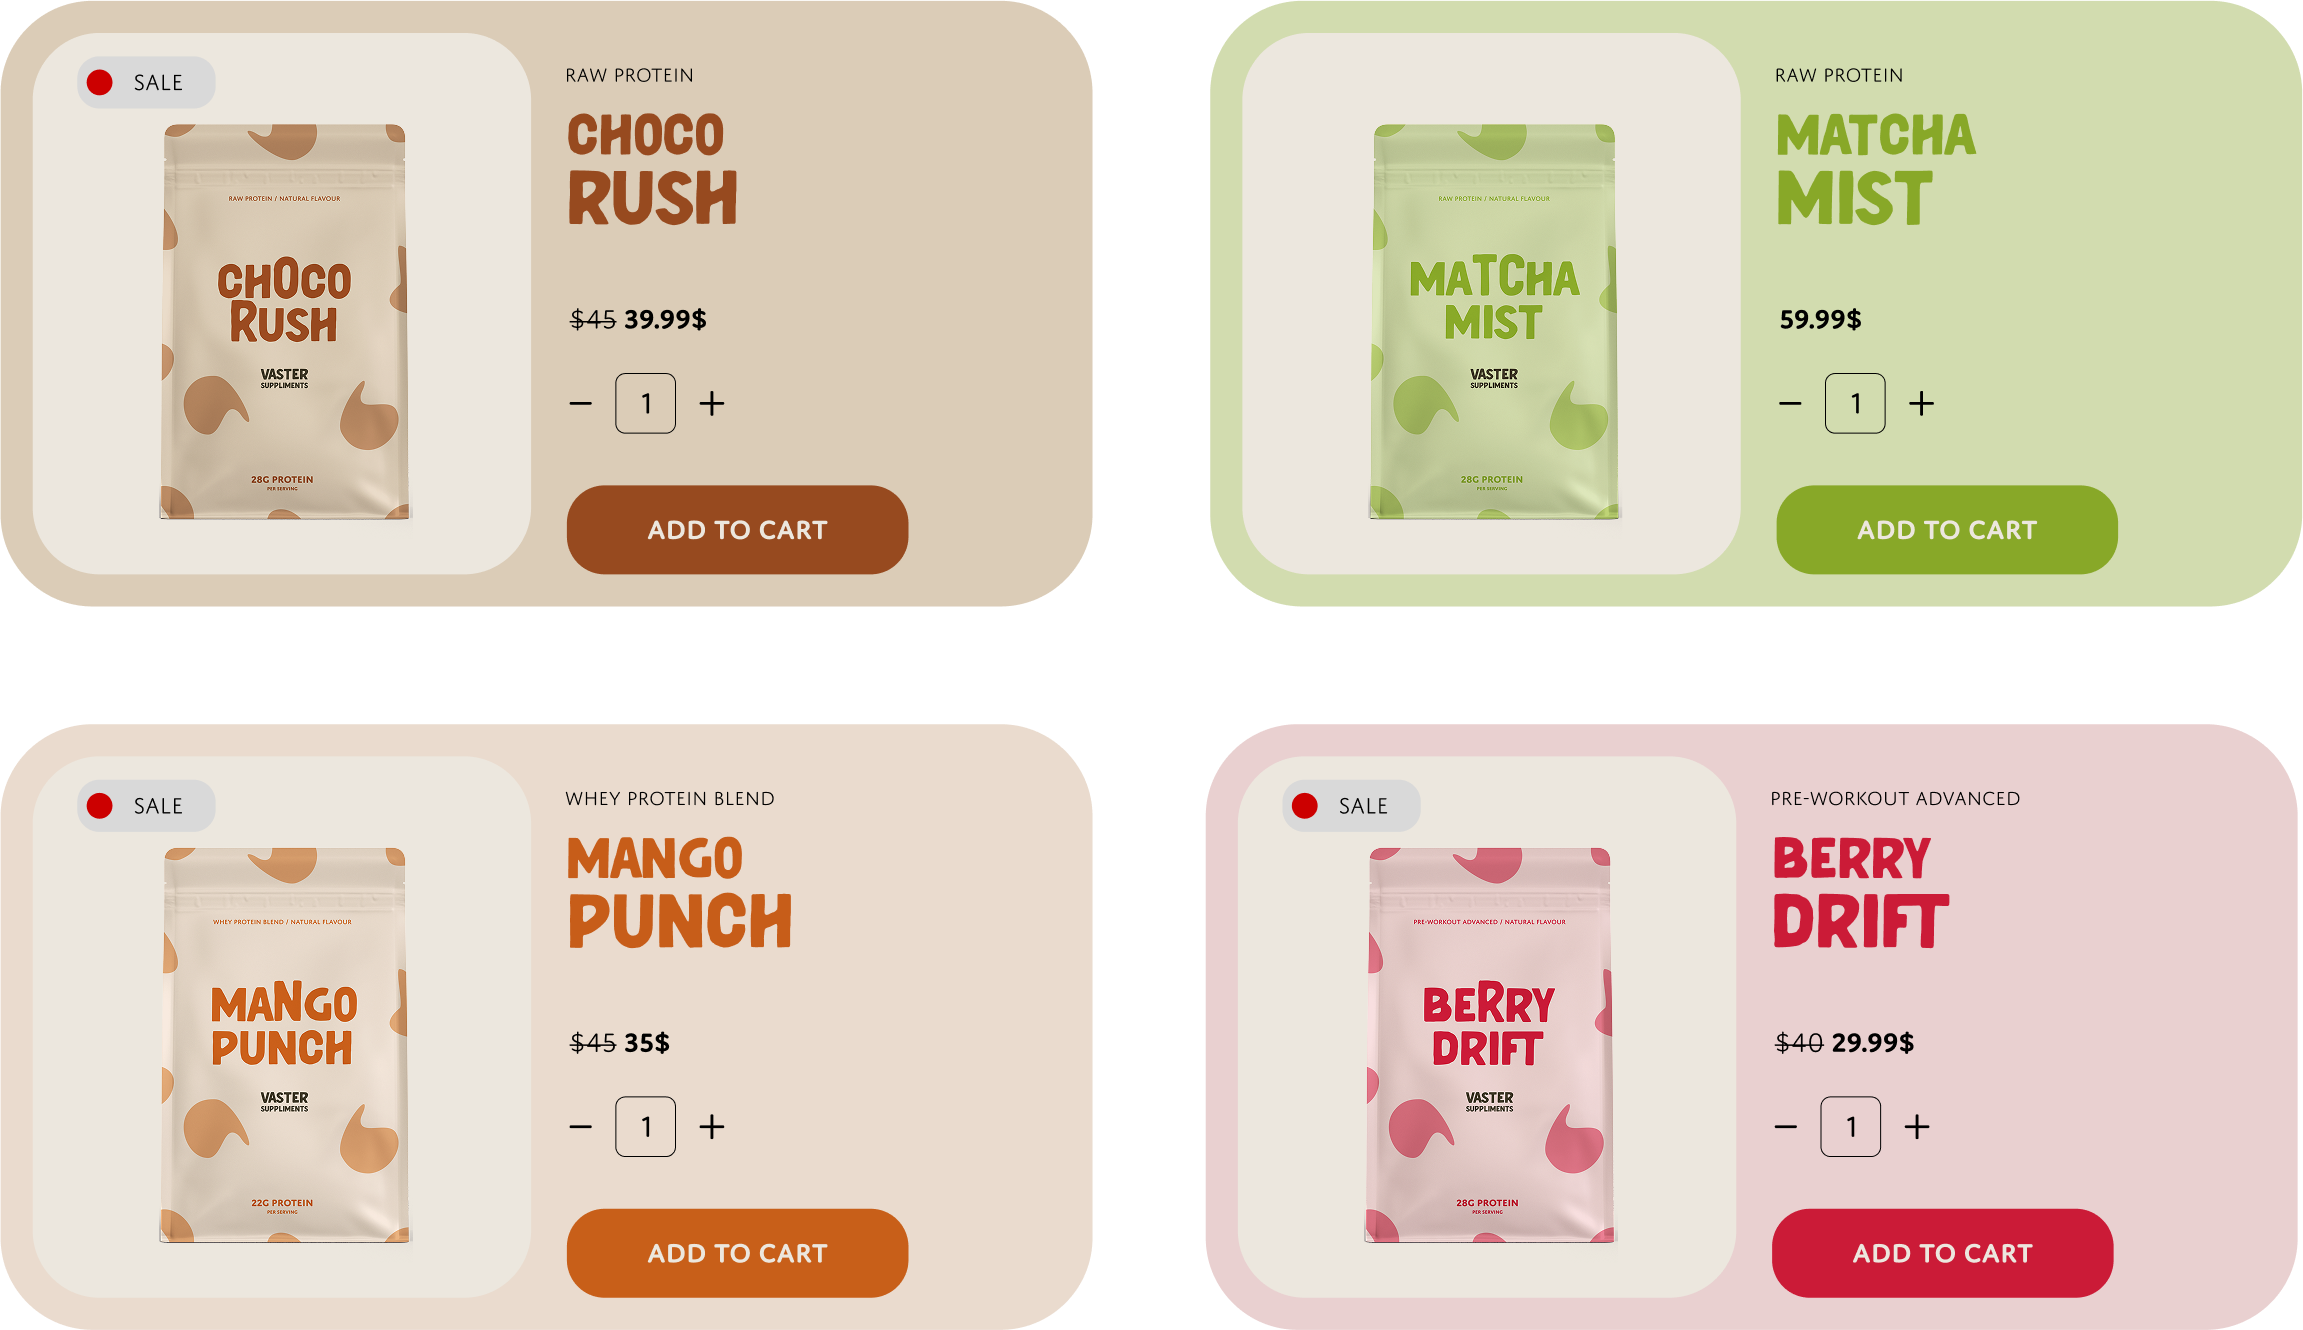 SALE
RAW PROTEIN / NATURAL FLAVOUR
CHOCO
RUSH
VASTER
SUPPLIMENTS
28G PROTEIN
PER SERVING
RAW PROTEIN
CHOCO
RUSH
$45 39.99$
− 1 +
ADD TO CART
RAW PROTEIN / NATURAL FLAVOUR
MATCHA
MIST
VASTER
SUPPLIMENTS
28G PROTEIN
PER SERVING
RAW PROTEIN
MATCHA
MIST
59.99$
− 1 +
ADD TO CART
SALE
WHEY PROTEIN BLEND / NATURAL FLAVOUR
MANGO
PUNCH
VASTER
SUPPLIMENTS
22G PROTEIN
PER SERVING
WHEY PROTEIN BLEND
MANGO
PUNCH
$45 35$
− 1 +
ADD TO CART
SALE
PRE-WORKOUT ADVANCED / NATURAL FLAVOUR
BERRY
DRIFT
VASTER
SUPPLIMENTS
28G PROTEIN
PER SERVING
PRE-WORKOUT ADVANCED
BERRY
DRIFT
$40 29.99$
− 1 +
ADD TO CART